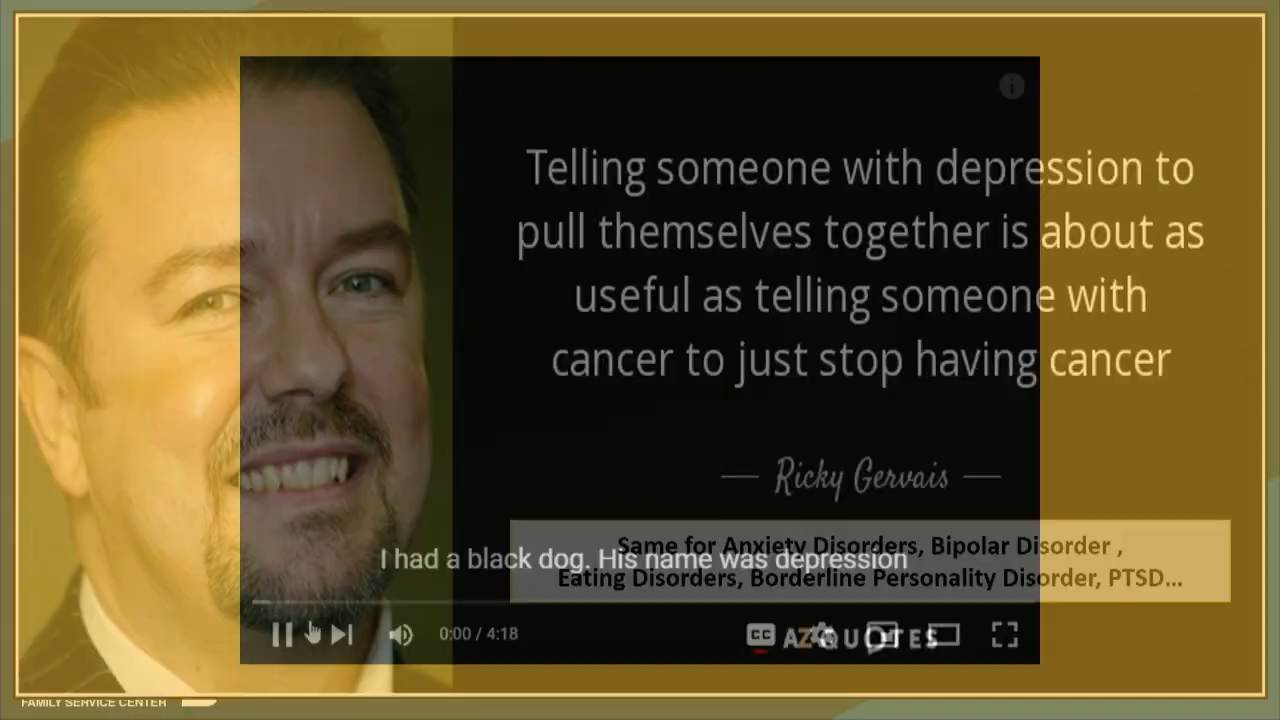 Telling someone with depression to
pull themselves together is about as
useful as telling someone with
cancer to just stop having cancer
Ricky Gervais
Same for Anxiety Disorders, Bipolar Disorder ,
Eating Disorders, Borderline Personality Disorder, PTSD...
I had a black dog. His name was depression
0:00 / 4:18
CC
AZQUOTES
FAMILY SERVICE CENTER